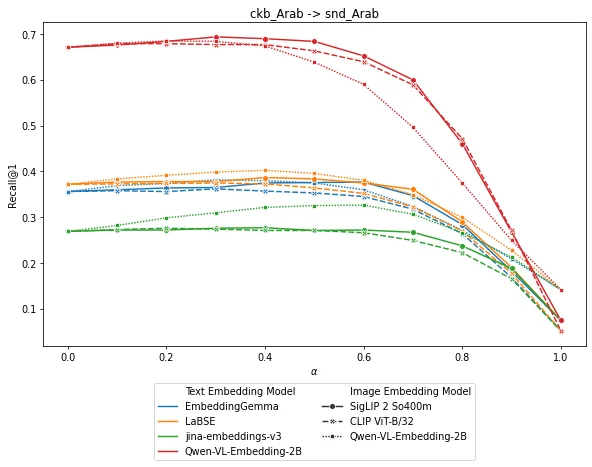 ckb_Arab -> snd_Arab
Recall@1
0.7
0.6
0.5
0.4
0.3
0.2
0.1
0.0 0.2 0.4 0.6 0.8 1.0
α
Text Embedding Model Image Embedding Model
EmbeddingGemma SigLIP 2 So400m
LaBSE CLIP ViT-B/32
jina-embeddings-v3 Qwen-VL-Embedding-2B
Qwen-VL-Embedding-2B